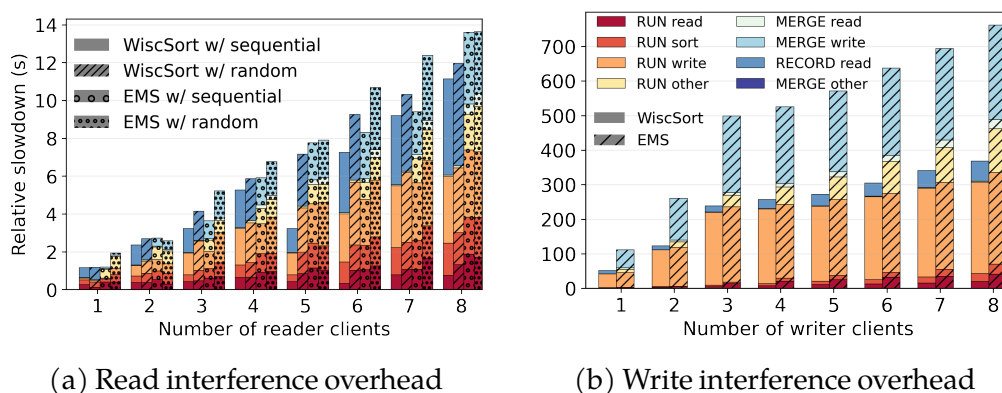 Relative slowdown (s)
14
12
10
8
6
4
2
0
WiscSort w/ sequential
WiscSort w/ random
EMS w/ sequential
EMS w/ random
1 2 3 4 5 6 7 8
Number of reader clients
(a) Read interference overhead
700
600
500
400
300
200
100
0
RUN read
RUN sort
RUN write
RUN other
MERGE read
MERGE write
RECORD read
MERGE other
WiscSort
EMS
1 2 3 4 5 6 7 8
Number of writer clients
(b) Write interference overhead